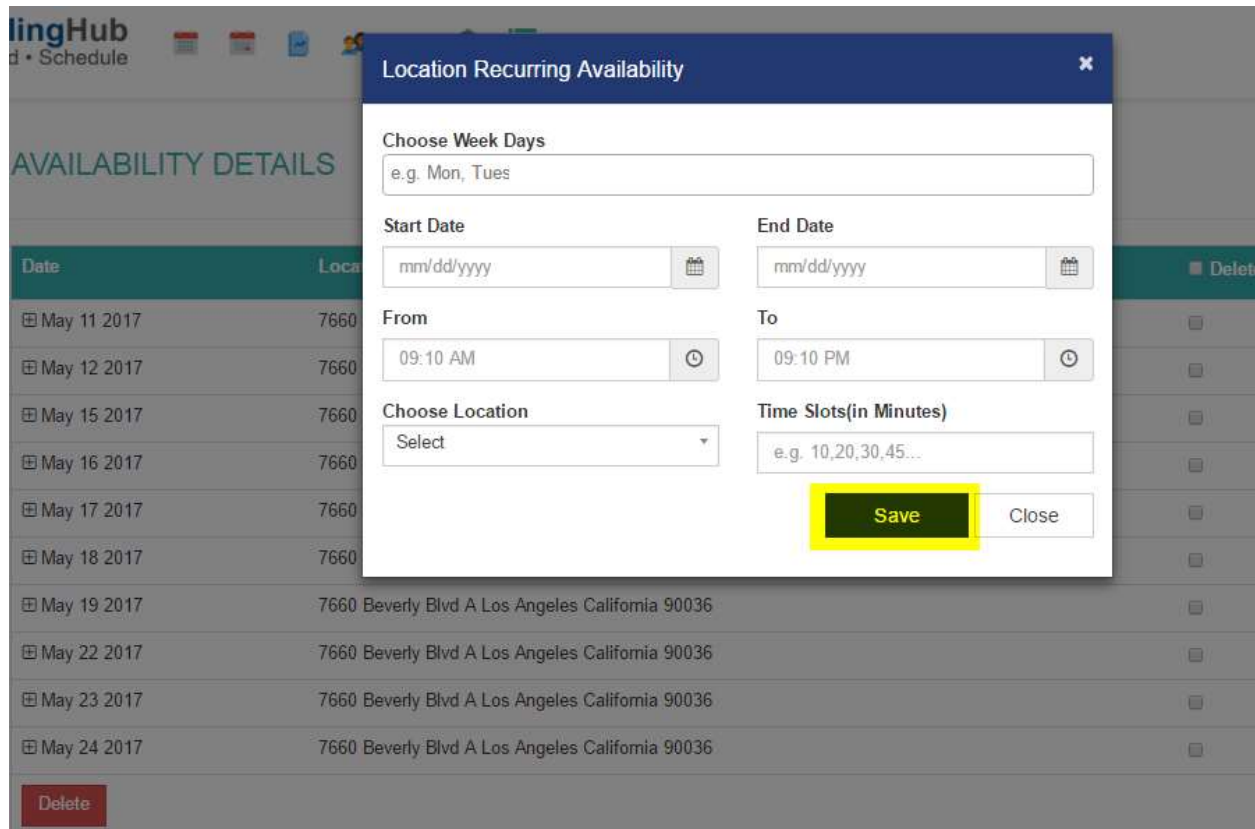 lingHub
d • Schedule
Location Recurring Availability
AVAILABILITY DETAILS
Choose Week Days
e.g. Mon, Tues
Start Date End Date
mm/dd/yyyy mm/dd/yyyy
From To
09:10 AM 09:10 PM
Choose Location Time Slots(in Minutes)
Select e.g. 10,20,30,45...
Save Close
Date Loca Delet
May 11 2017 7660
May 12 2017 7660
May 15 2017 7660
May 16 2017 7660
May 17 2017 7660
May 18 2017 7660
May 19 2017 7660 Beverly Blvd A Los Angeles California 90036
May 22 2017 7660 Beverly Blvd A Los Angeles California 90036
May 23 2017 7660 Beverly Blvd A Los Angeles California 90036
May 24 2017 7660 Beverly Blvd A Los Angeles California 90036
Delete